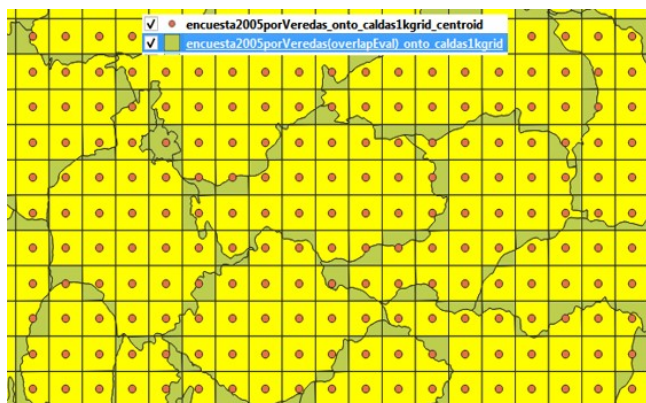 encuesta2005porVeredas_onto_caldas1kgrid_centroid
encuesta2005porVeredas(overlapEval)_onto_caldas1kgrid